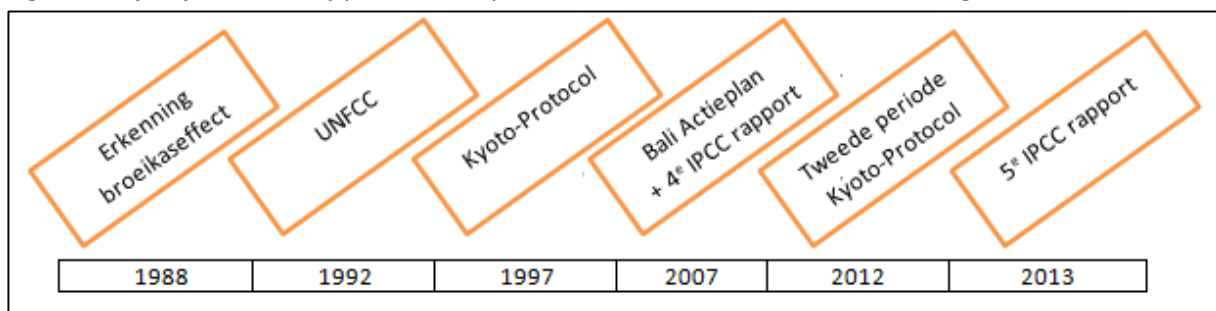 Erkenning
broeikaseffect
UNFCC
Kyoto-Protocol
Bali Actieplan
+ 4e IPCC rapport
Tweede periode
Kyoto-Protocol
5e IPCC rapport
1988 1992 1997 2007 2012 2013